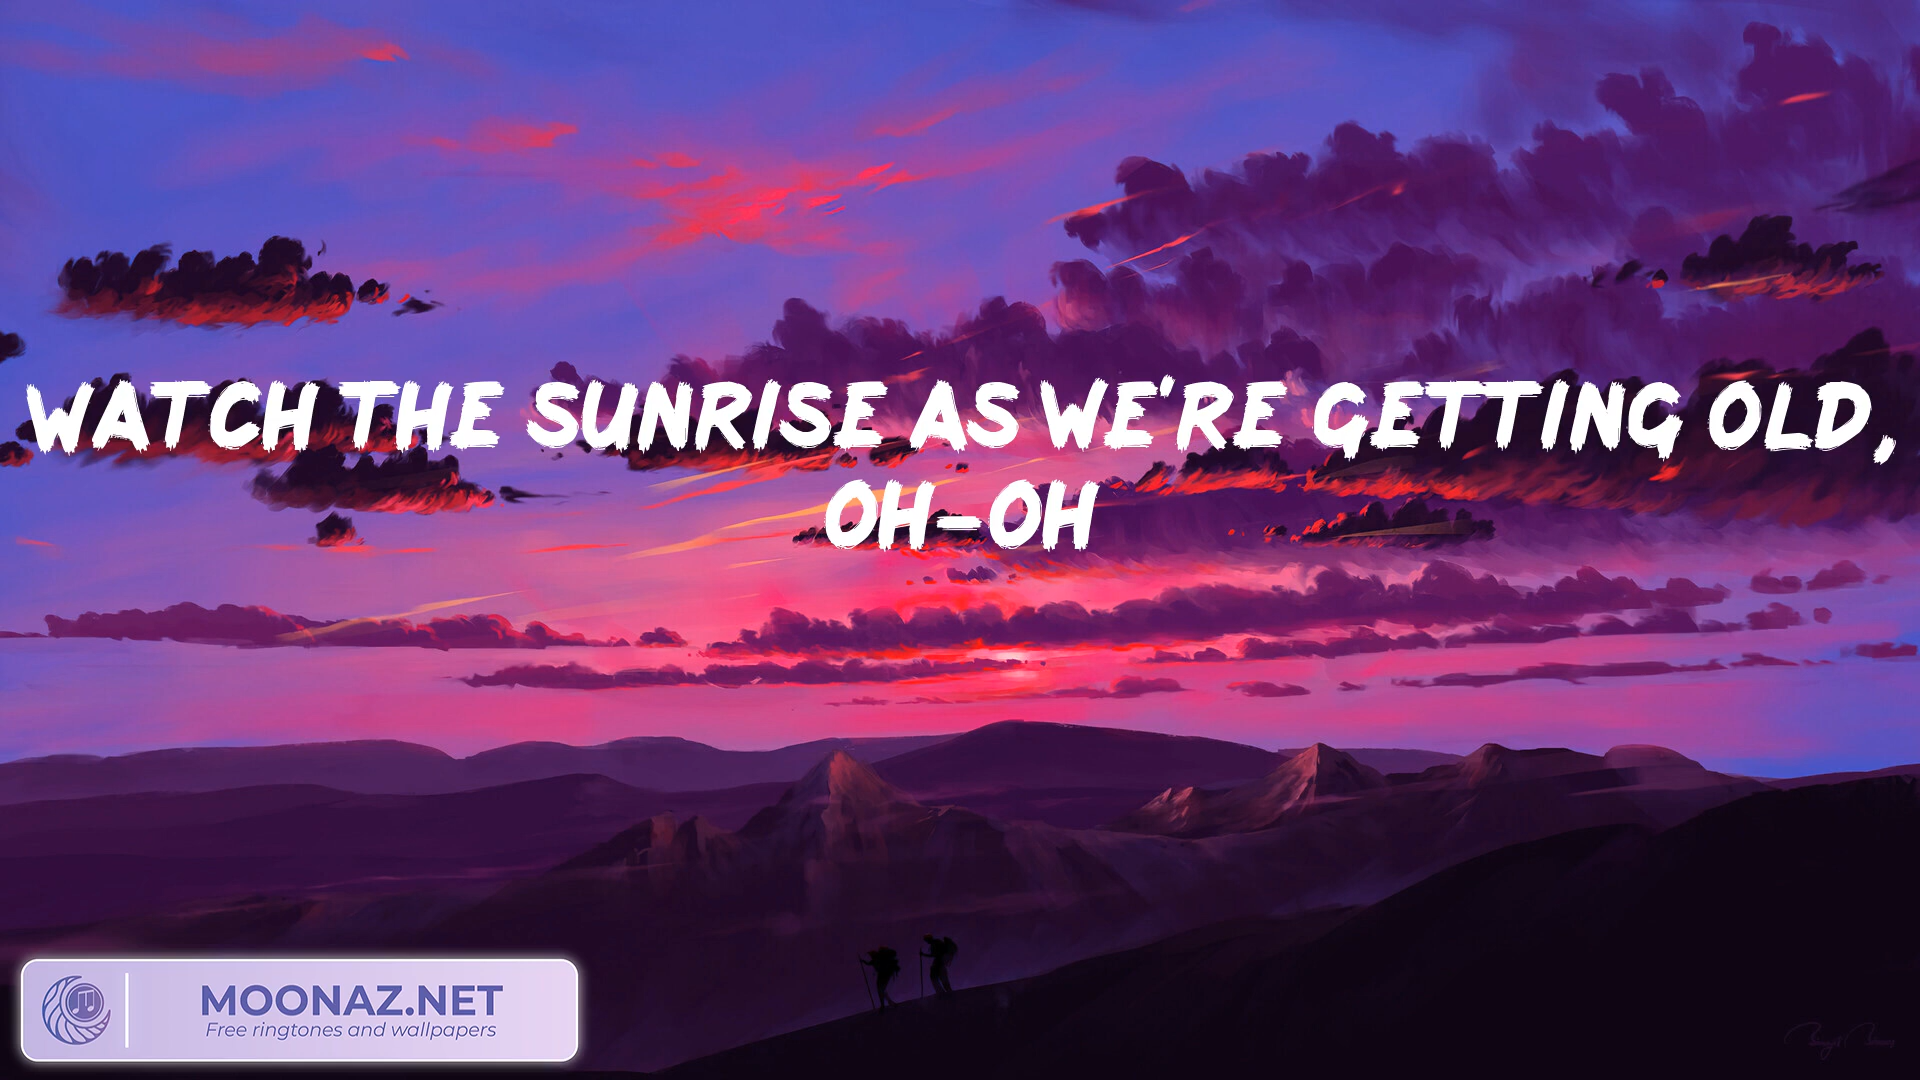 WATCH THE SUNRISE AS WE'RE GETTING OLD,
OH-OH
MOONAZ.NET
Free ringtones and wallpapers